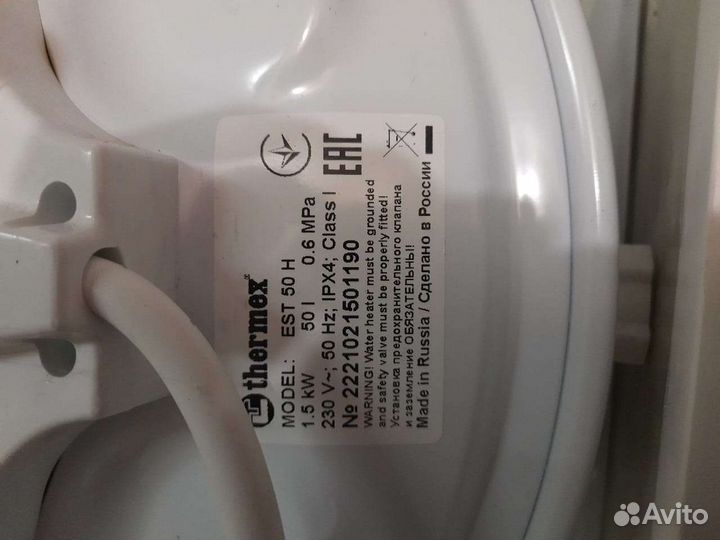 thermex
EAC
MODEL: EST 50 H
1.5 kW 50 l 0.6 MPa
230 V~; 50 Hz; IPX4; Class I
№ 2221021501190
WARNING! Water heater must be grounded
and safety valve must be properly fitted!
Установка предохранительного клапана
и заземление ОБЯЗАТЕЛЬНЫ!
Made in Russia / Сделано в России
Avito